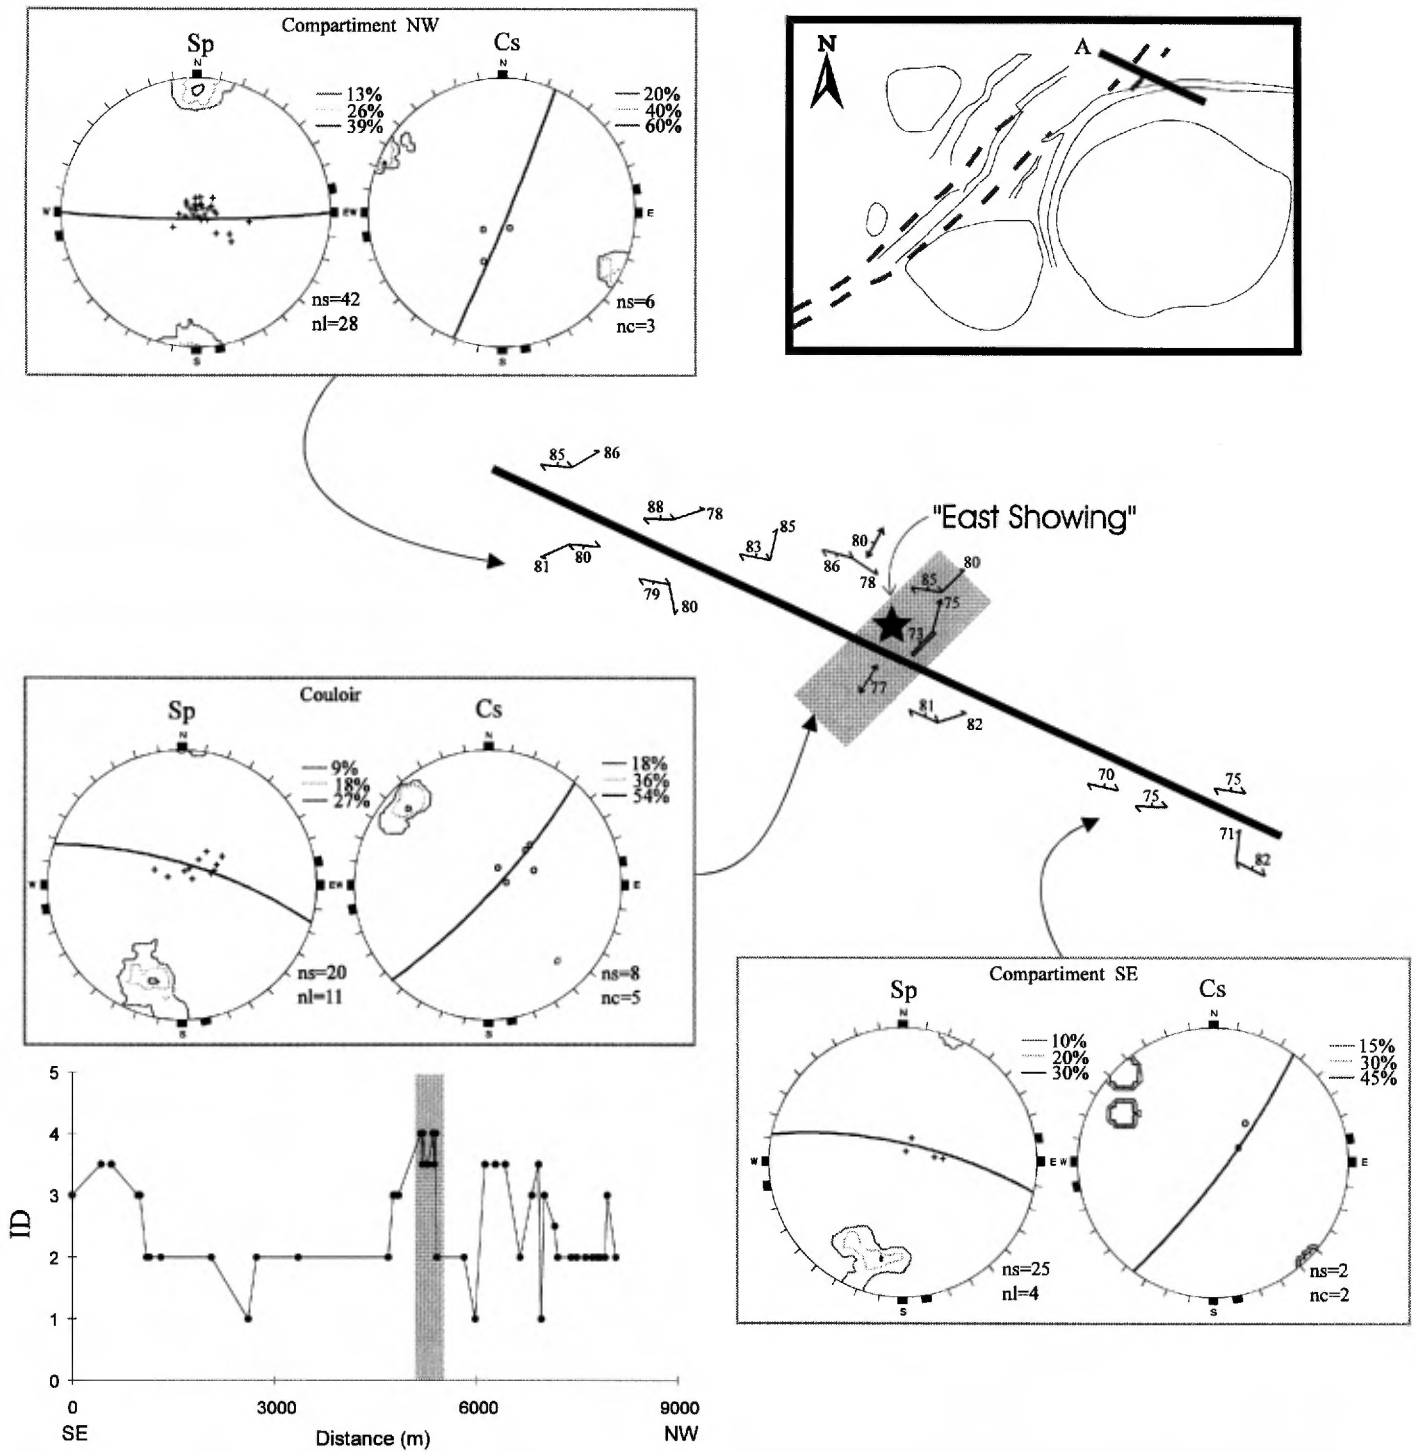 Compartiment NW
Sp
Cs
N
N
13%
26%
39%
20%
40%
60%
W
E
W
E
ns=42
nl=28
ns=6
nc=3
S
S
N
A
85
86
88
78
85
83
80
81
80
79
80
86
78
"East Showing"
85
80
75
73
77
81
82
70
75
75
71
82
Couloir
Sp
Cs
N
N
9%
18%
27%
18%
36%
54%
W
E
W
E
ns=20
nl=11
ns=8
nc=5
S
S
Compartiment SE
Sp
Cs
N
N
10%
20%
30%
15%
30%
45%
W
E
W
E
ns=25
nl=4
ns=2
nc=2
S
S
5
4
3
2
1
0
ID
0
3000
6000
9000
SE
Distance (m)
NW